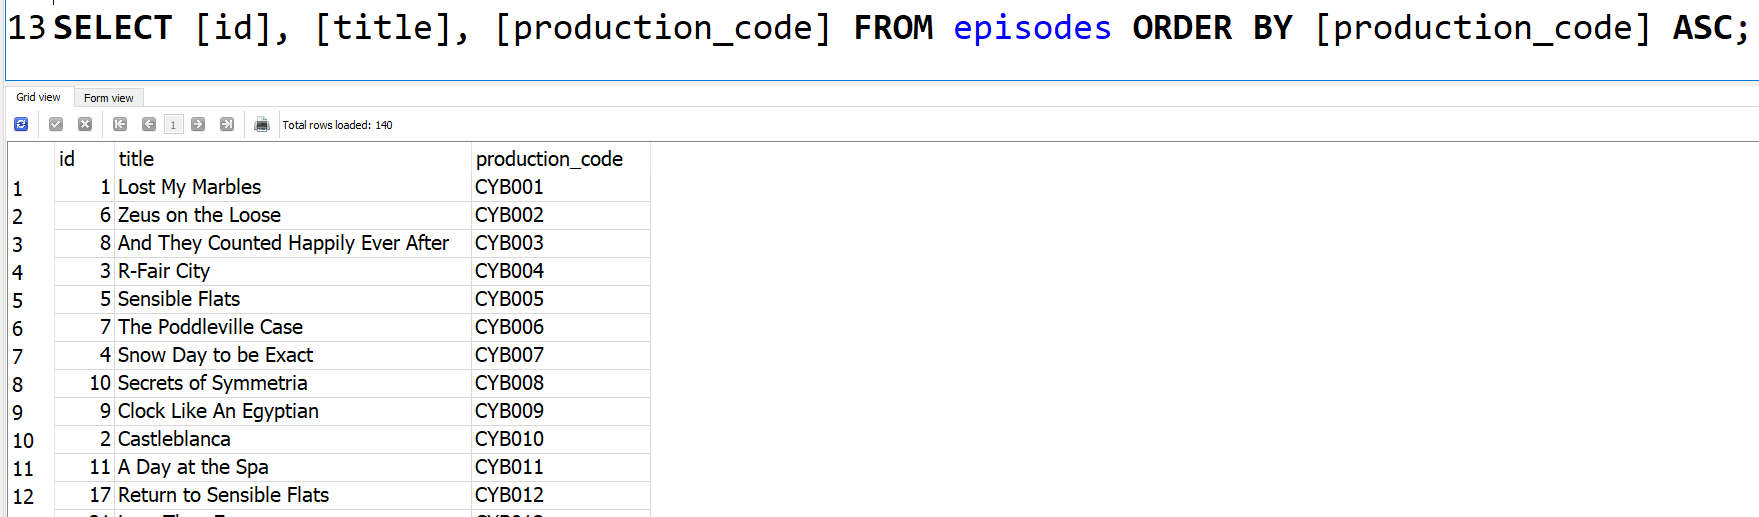 13 SELECT [id], [title], [production_code] FROM episodes ORDER BY [production_code] ASC;
Grid view Form view
1 Total rows loaded: 140
id title production_code
1 1 Lost My Marbles CYB001
2 6 Zeus on the Loose CYB002
3 8 And They Counted Happily Ever After CYB003
4 3 R-Fair City CYB004
5 5 Sensible Flats CYB005
6 7 The Poddleville Case CYB006
7 4 Snow Day to be Exact CYB007
8 10 Secrets of Symmetria CYB008
9 9 Clock Like An Egyptian CYB009
10 2 Castleblanca CYB010
11 11 A Day at the Spa CYB011
12 17 Return to Sensible Flats CYB012